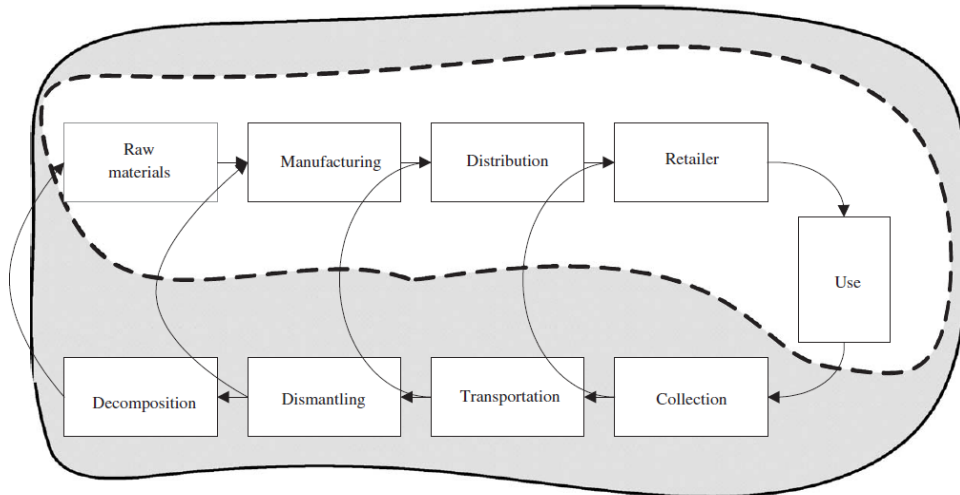 Raw
materials
Manufacturing
Distribution
Retailer
Use
Decomposition
Dismantling
Transportation
Collection